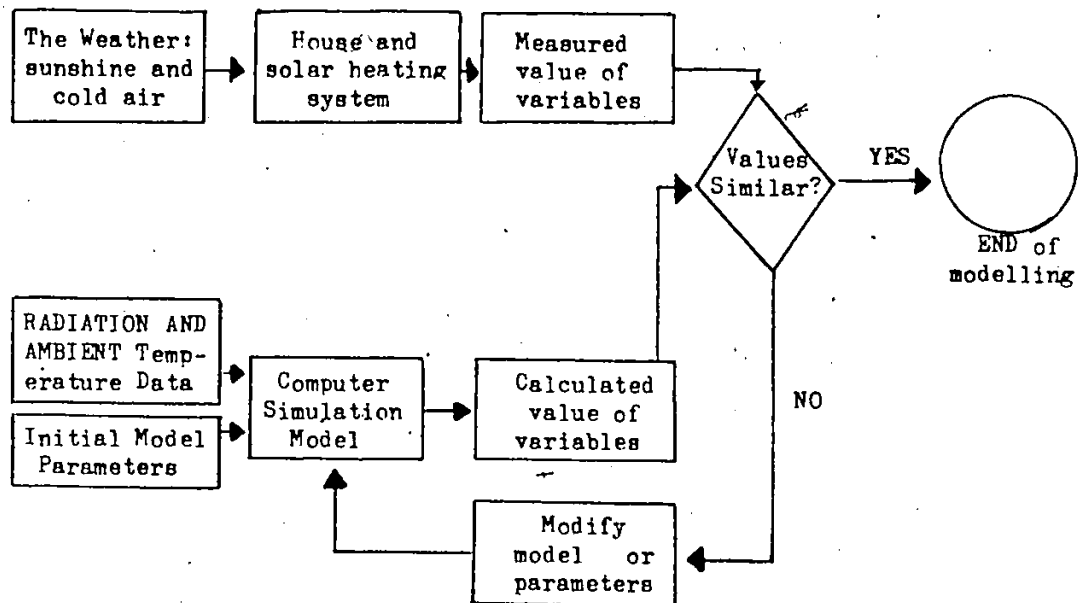 The Weather:
sunshine and
cold air
House and
solar heating
system
Measured
value of
variables
Values
Similar?
YES
END of
modelling
RADIATION AND
AMBIENT Temp-
erature Data
Initial Model
Parameters
Computer
Simulation
Model
Calculated
value of
variables
NO
Modify
model or
parameters